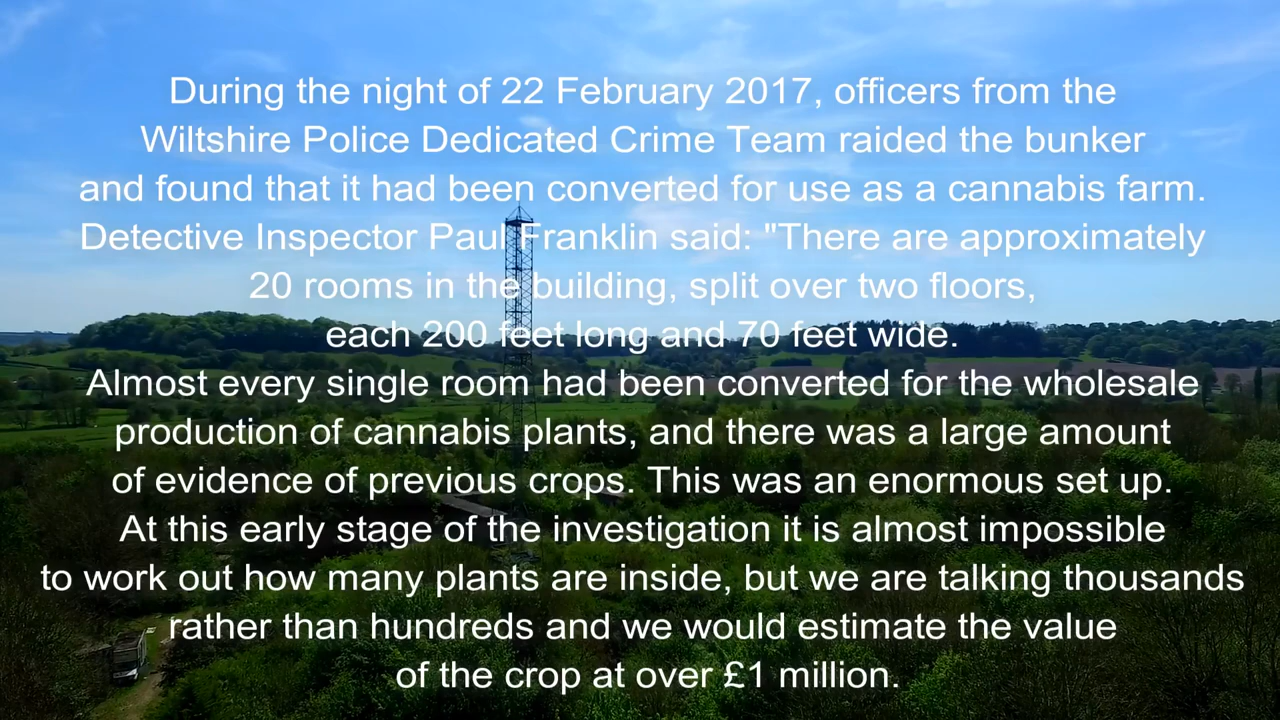 During the night of 22 February 2017, officers from the
Wiltshire Police Dedicated Crime Team raided the bunker
and found that it had been converted for use as a cannabis farm.
Detective Inspector Paul Franklin said: "There are approximately
20 rooms in the building, split over two floors,
each 200 feet long and 70 feet wide.
Almost every single room had been converted for the wholesale
production of cannabis plants, and there was a large amount
of evidence of previous crops. This was an enormous set up.
At this early stage of the investigation it is almost impossible
to work out how many plants are inside, but we are talking thousands
rather than hundreds and we would estimate the value
of the crop at over £1 million.